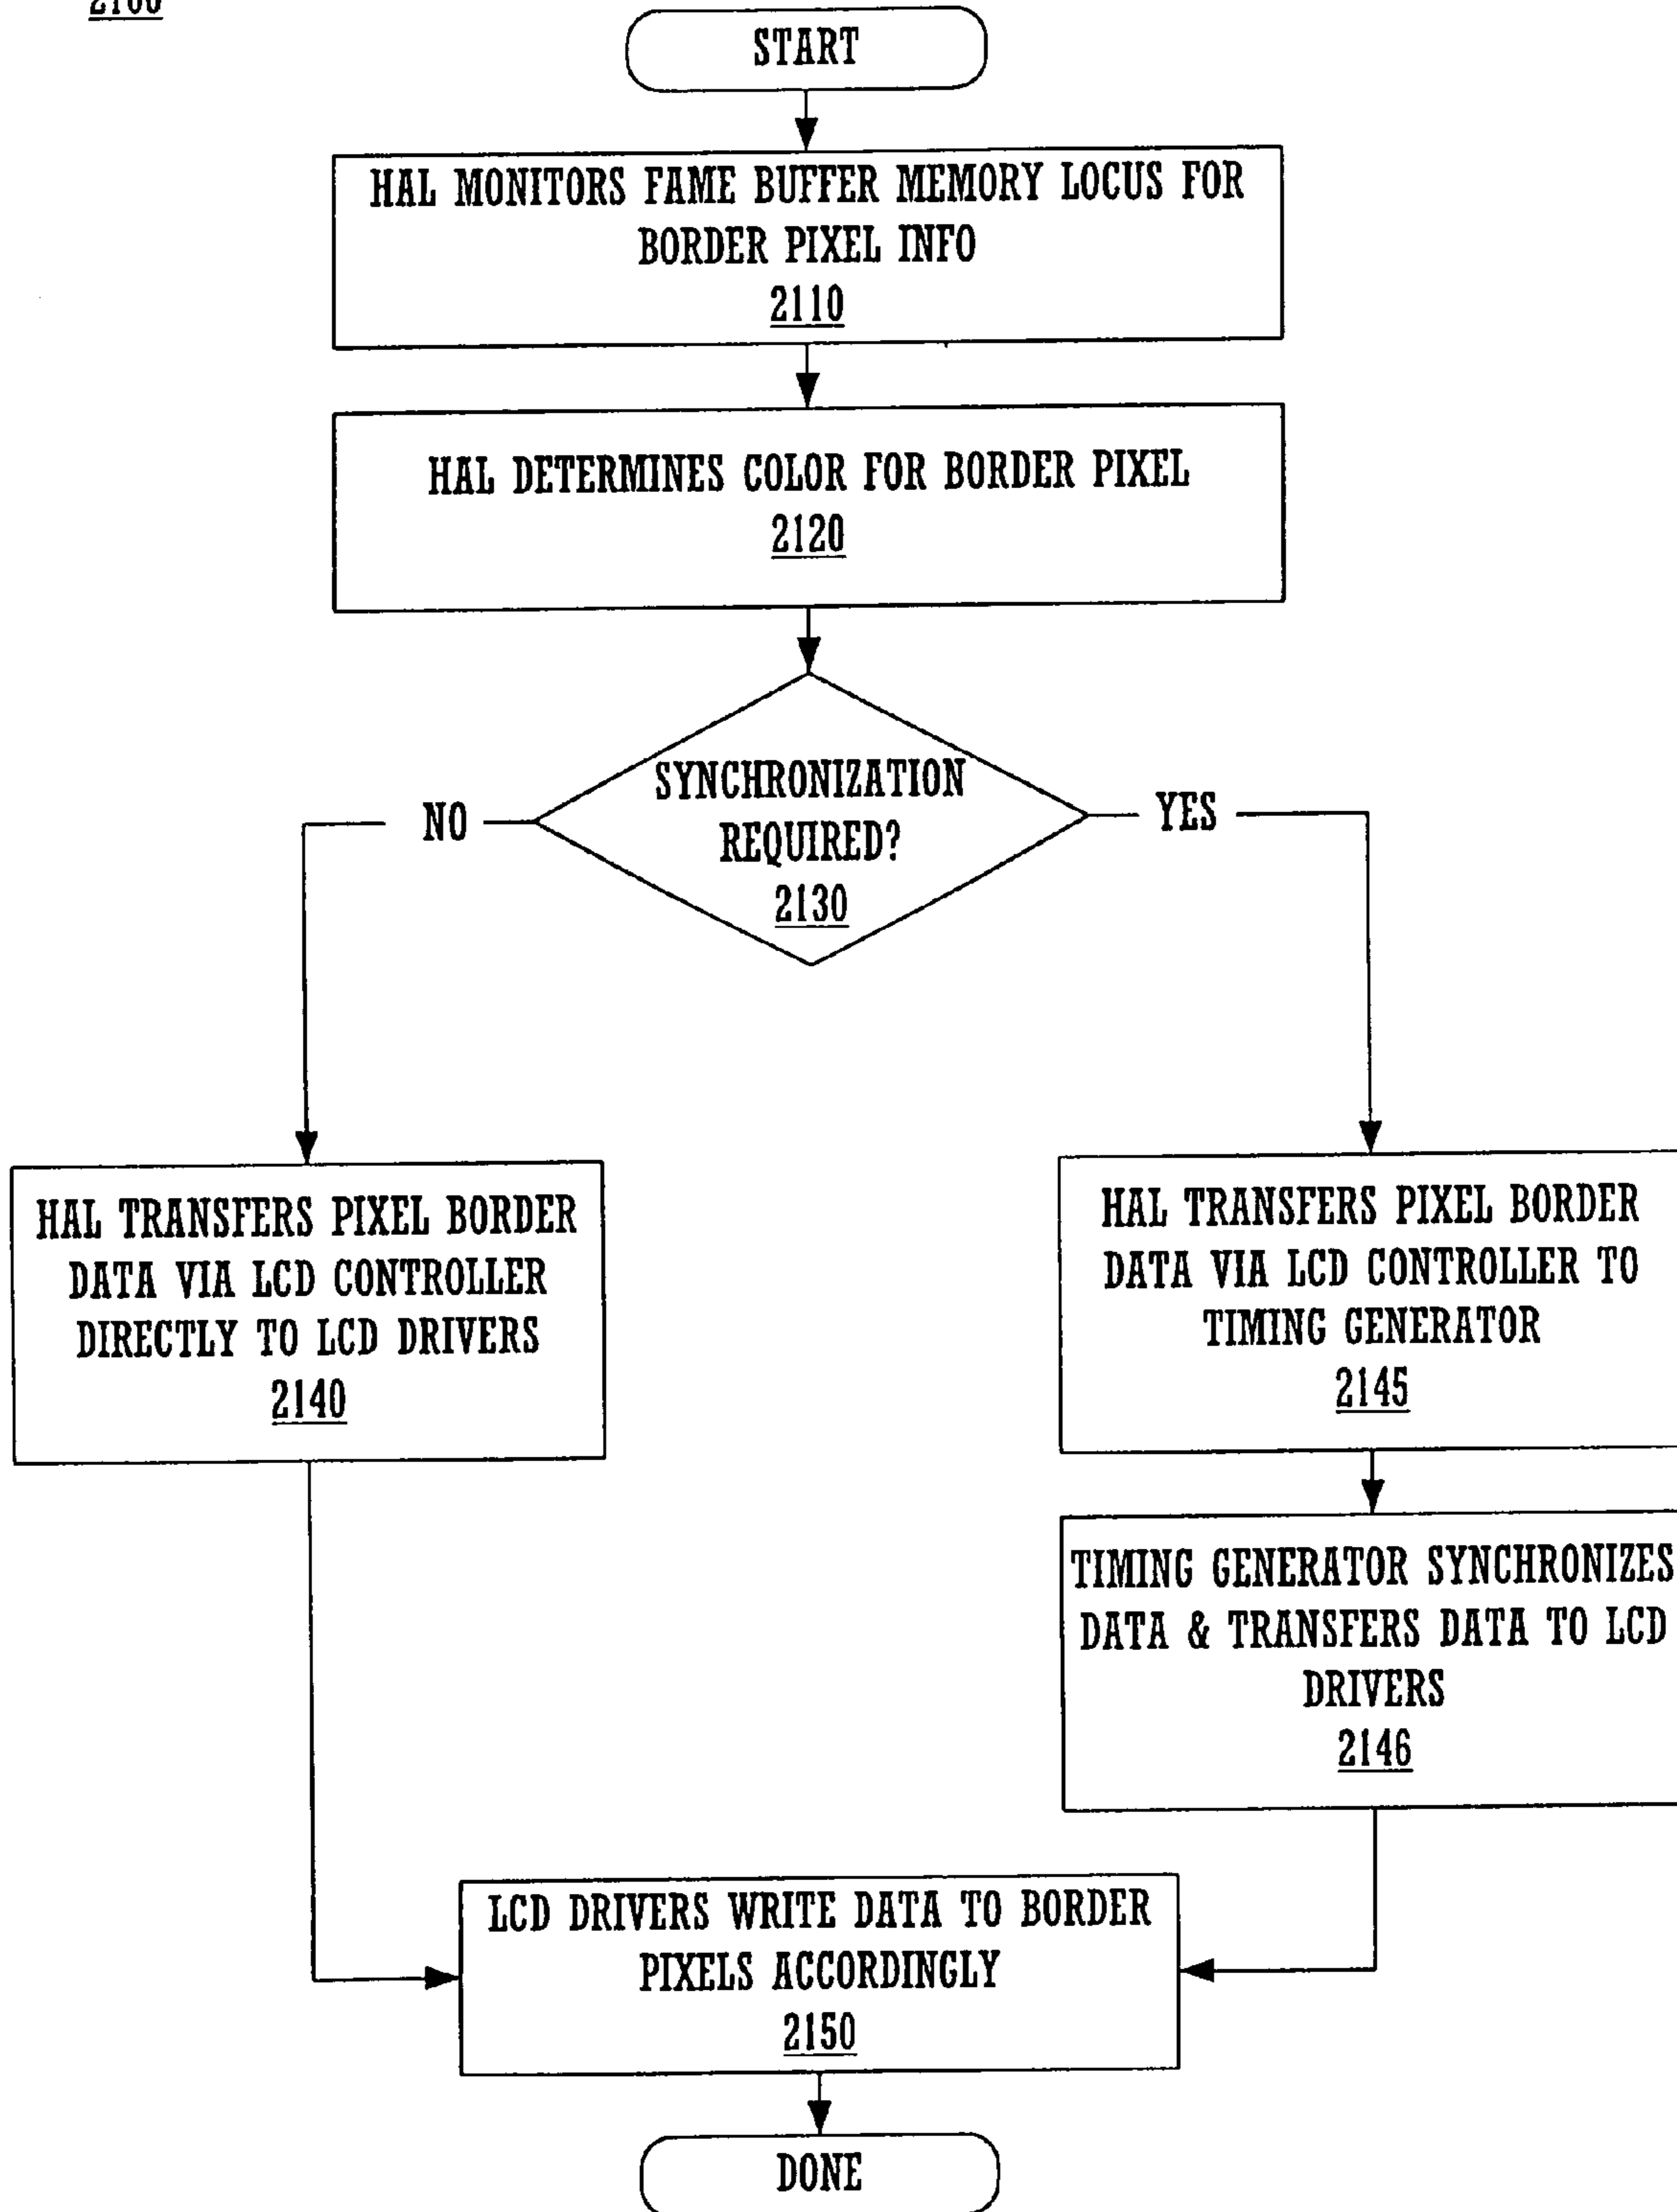 2100
START
HAL MONITORS FAME BUFFER MEMORY LOCUS FOR
BORDER PIXEL INFO
2110
HAL DETERMINES COLOR FOR BORDER PIXEL
2120
SYNCHRONIZATION
REQUIRED?
2130
NO
YES
HAL TRANSFERS PIXEL BORDER
DATA VIA LCD CONTROLLER
DIRECTLY TO LCD DRIVERS
2140
HAL TRANSFERS PIXEL BORDER
DATA VIA LCD CONTROLLER TO
TIMING GENERATOR
2145
TIMING GENERATOR SYNCHRONIZES
DATA & TRANSFERS DATA TO LCD
DRIVERS
2146
LCD DRIVERS WRITE DATA TO BORDER
PIXELS ACCORDINGLY
2150
DONE